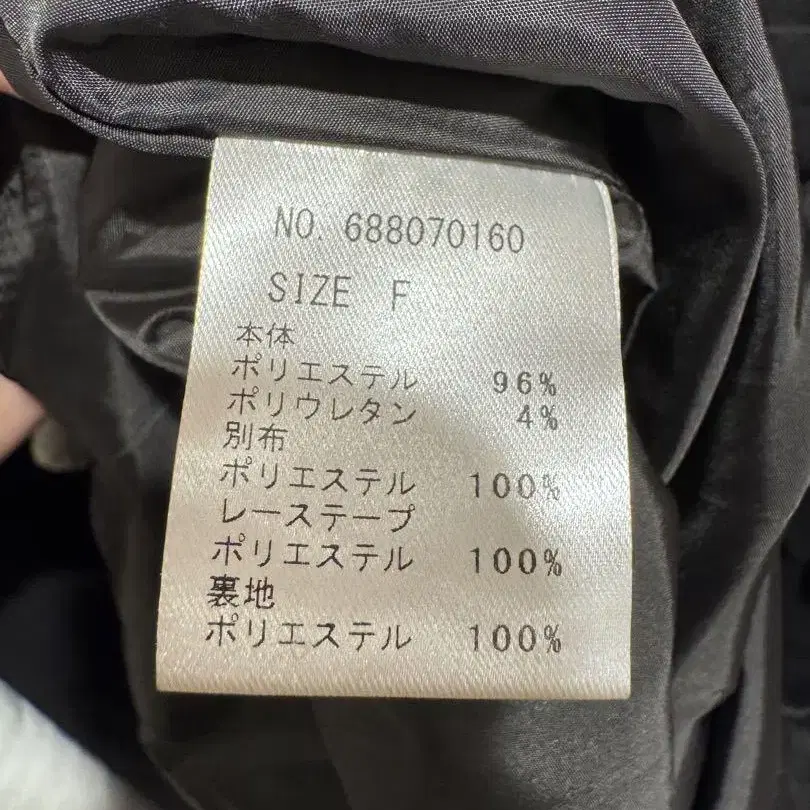 NO. 688070160
SIZE F
本体
ポリエステル 96%
ポリウレタン 4%
別布
ポリエステル 100%
レーステープ
ポリエステル 100%
裏地
ポリエステル 100%